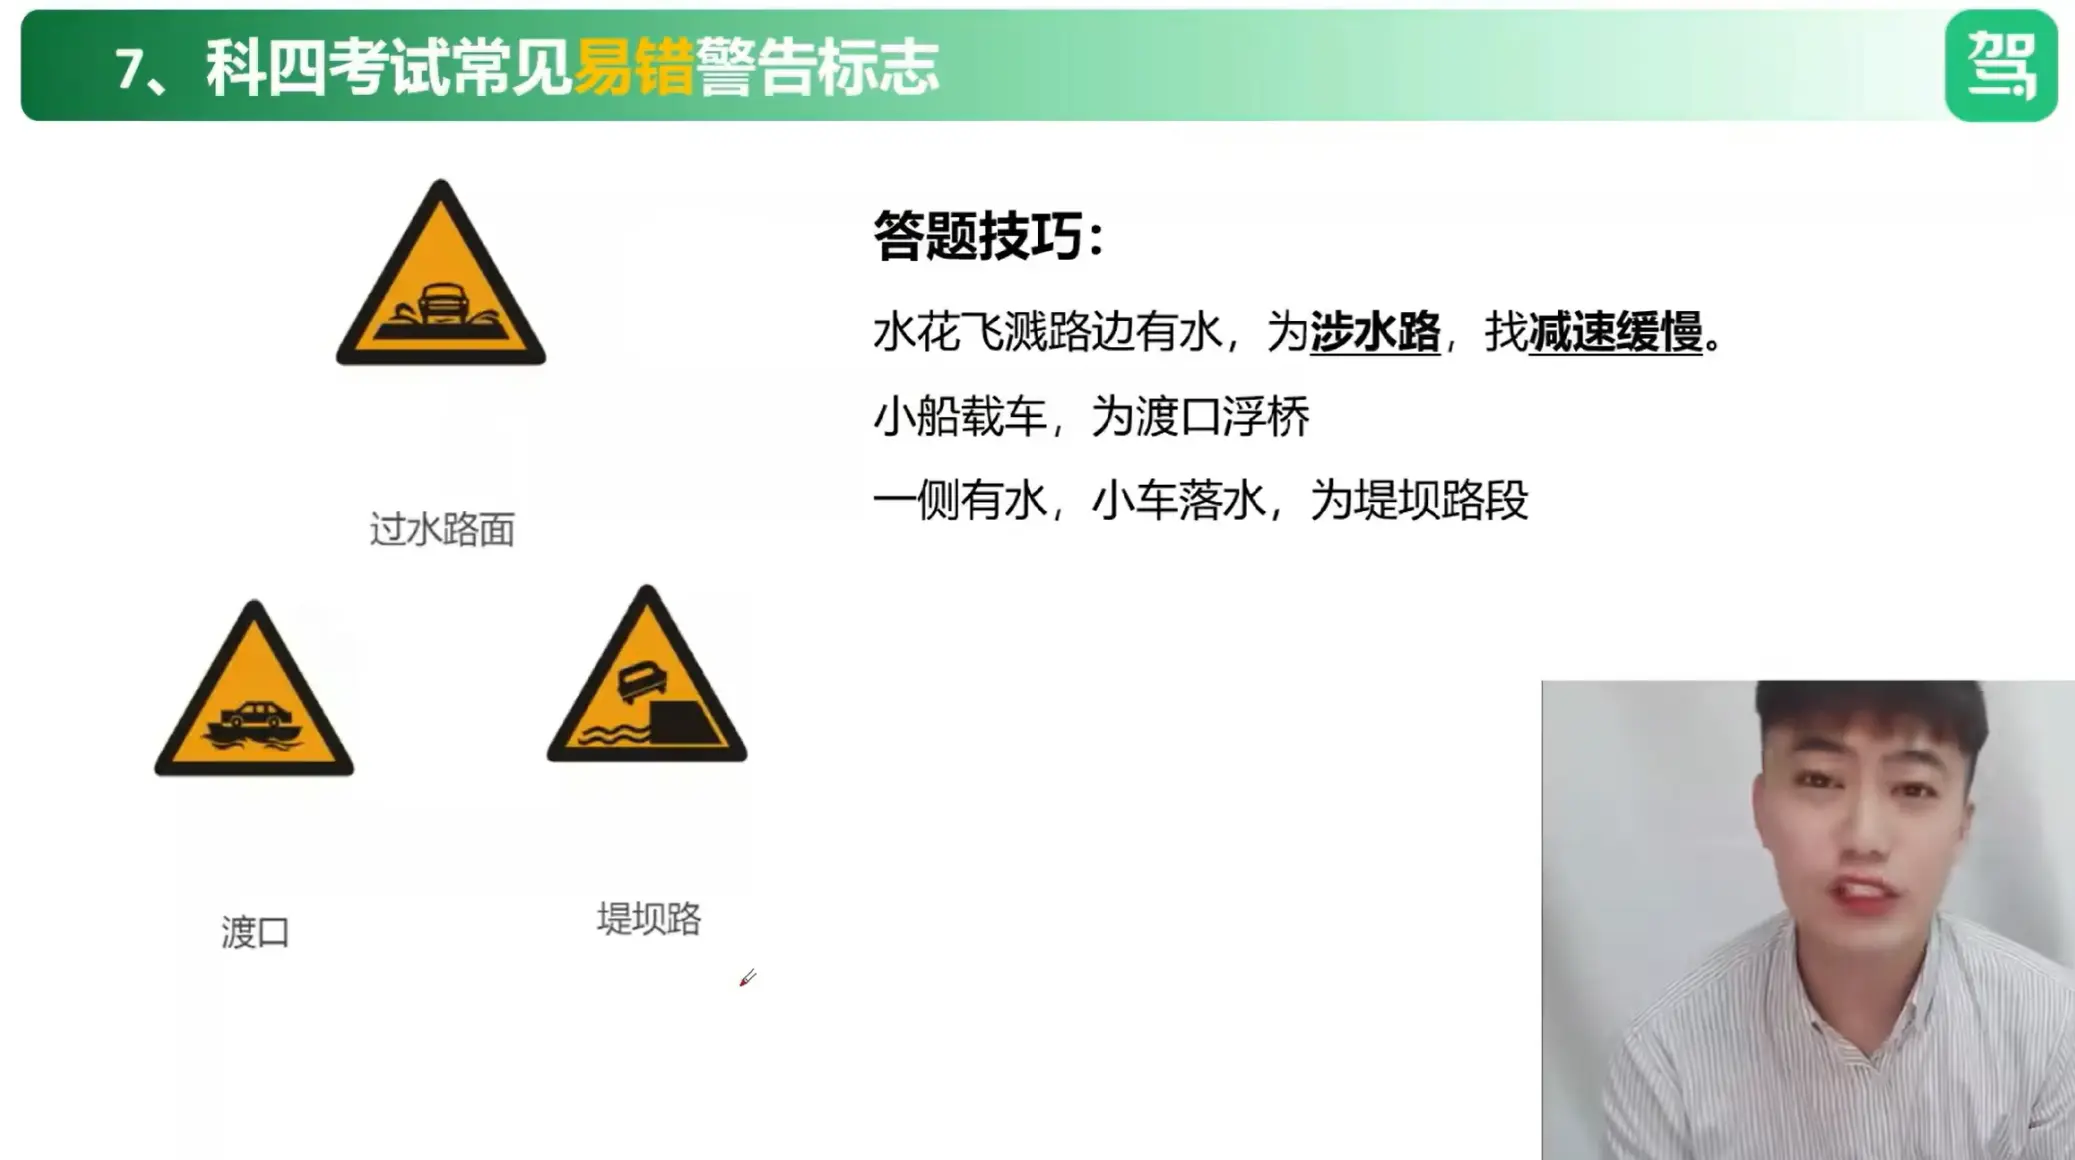 7、科四考试常见易错警告标志
驾
答题技巧：
水花飞溅路边有水，为涉水路，找减速缓慢。
小船载车，为渡口浮桥
一侧有水，小车落水，为堤坝路段
过水路面
渡口
堤坝路